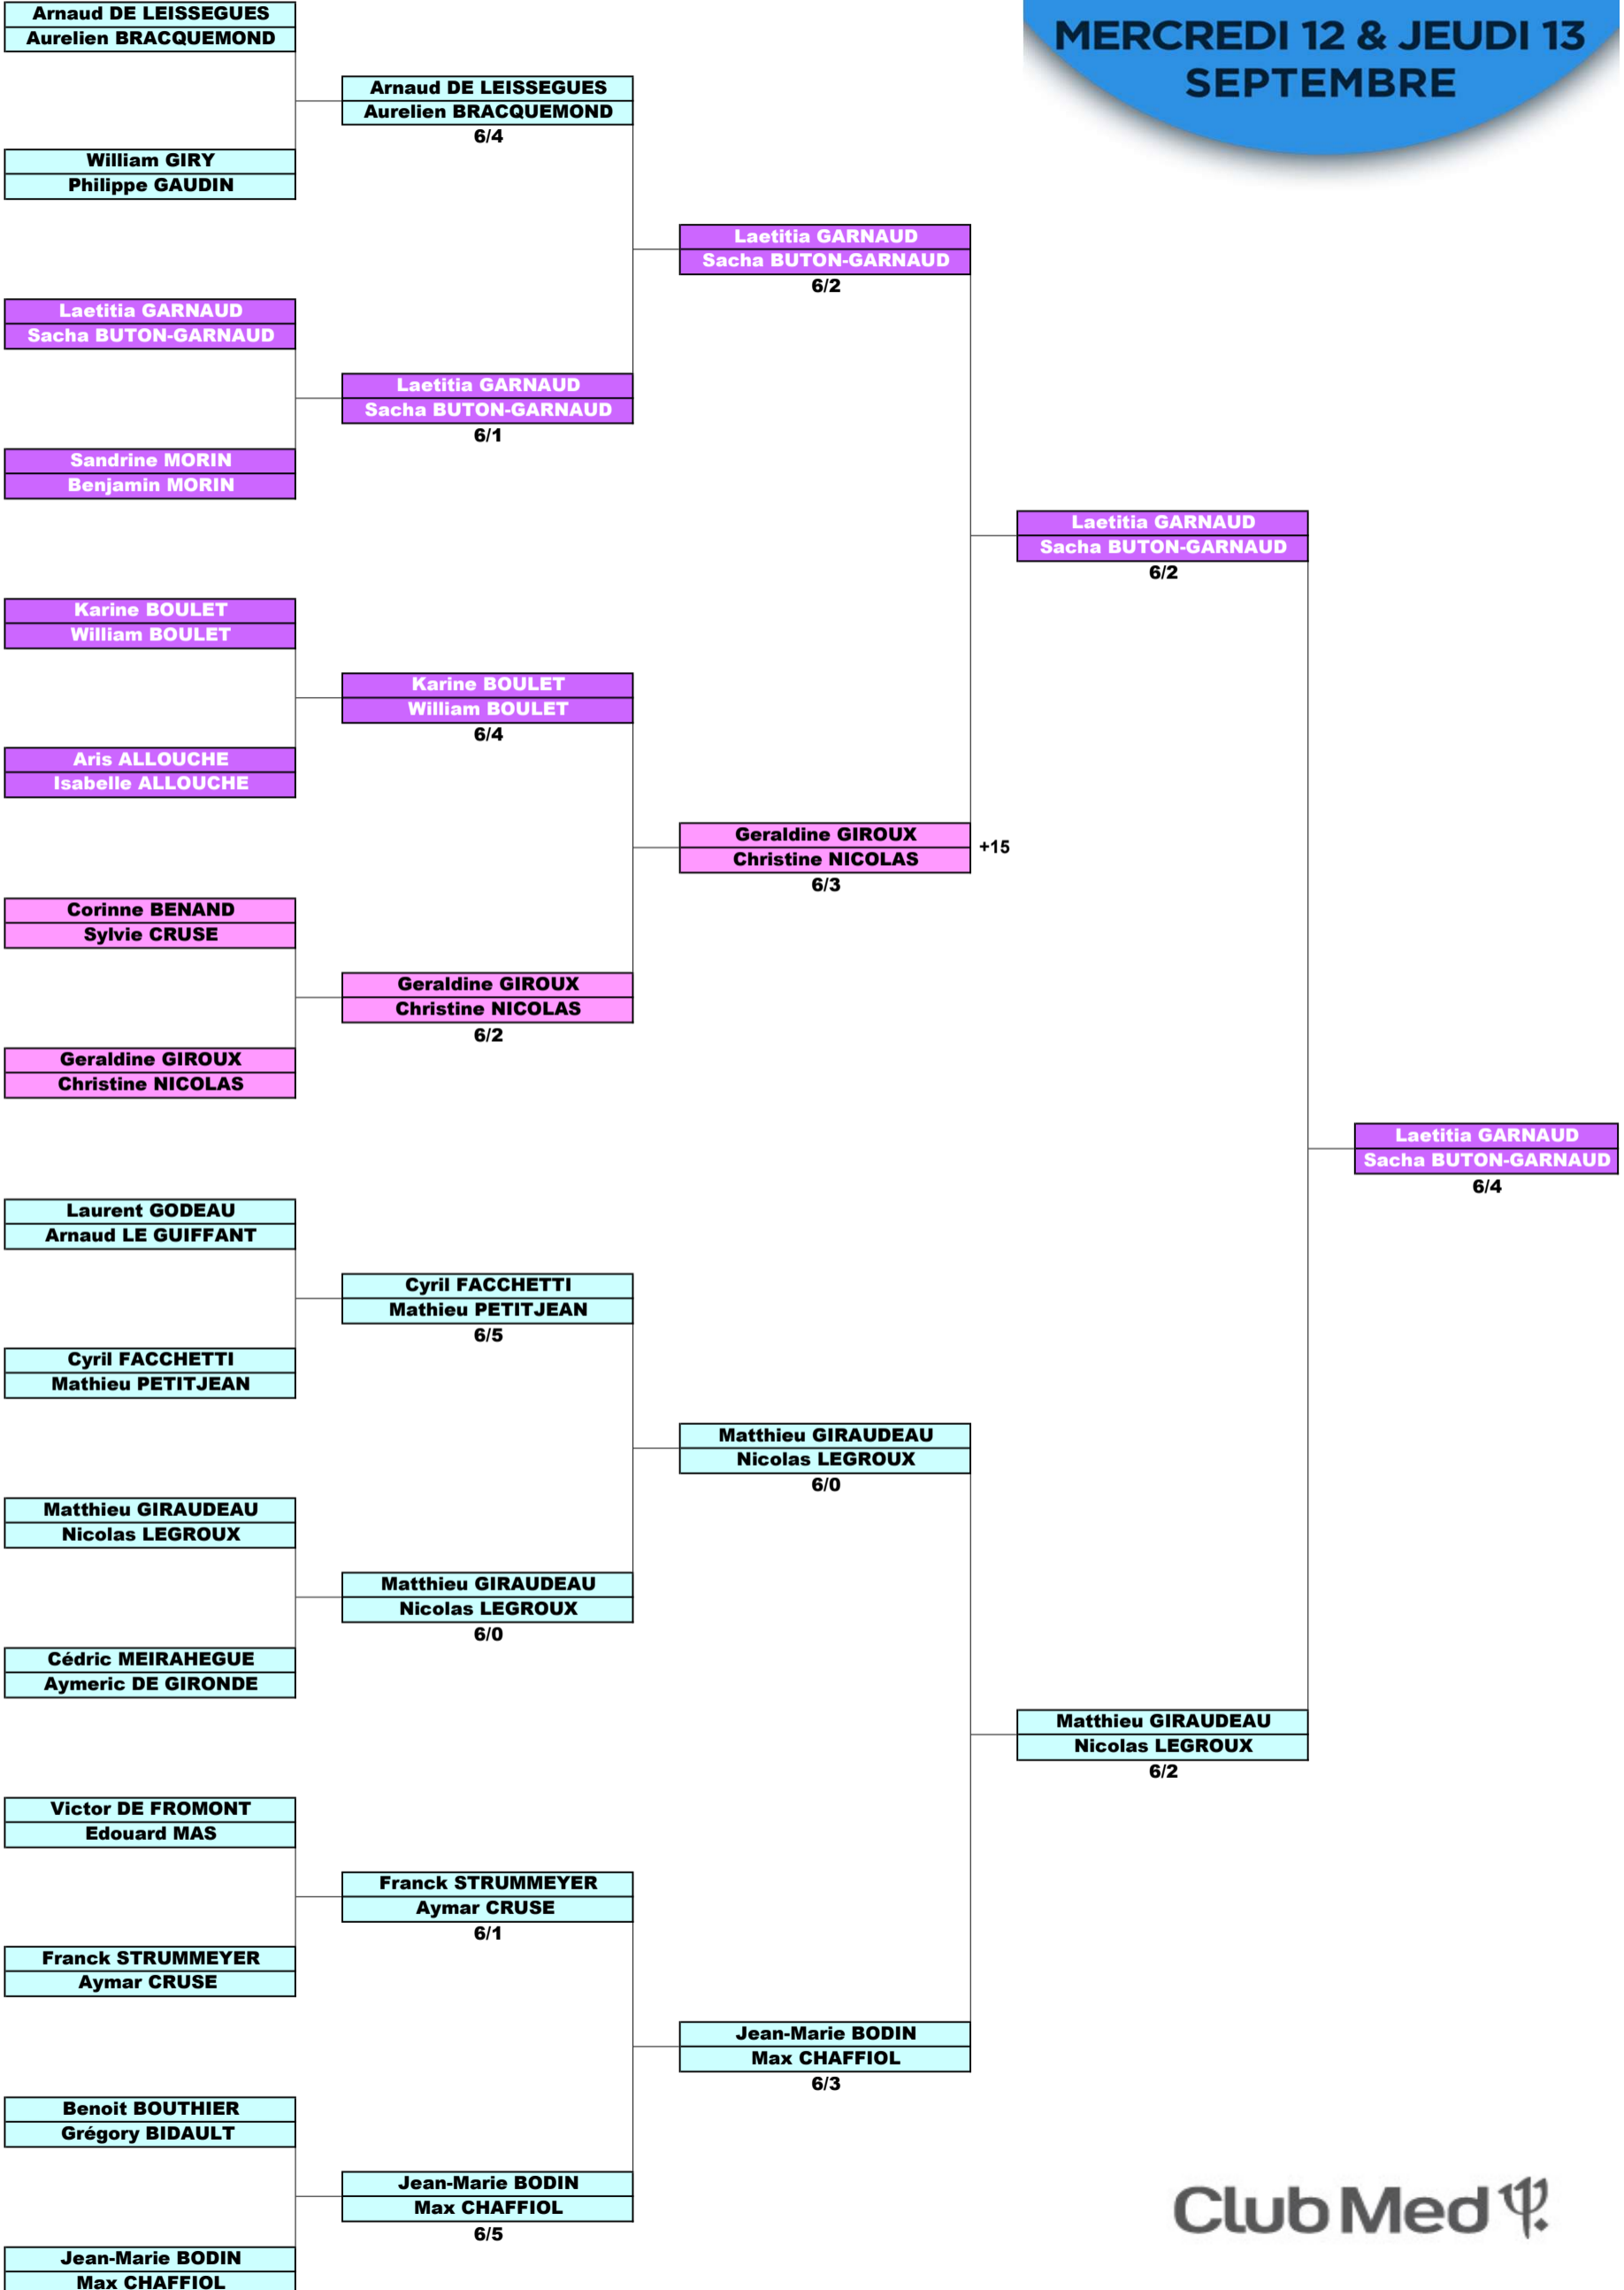 MERCREDI 12 & JEUDI 13
SEPTEMBRE
Arnaud DE LEISSEGUES
Aurelien BRACQUEMOND
William GIRY
Philippe GAUDIN
Laetitia GARNAUD
Sacha BUTON-GARNAUD
Sandrine MORIN
Benjamin MORIN
Karine BOULET
William BOULET
Aris ALLOUCHE
Isabelle ALLOUCHE
Corinne BENAND
Sylvie CRUSE
Geraldine GIROUX
Christine NICOLAS
Laurent GODEAU
Arnaud LE GUIFFANT
Cyril FACCHETTI
Mathieu PETITJEAN
Matthieu GIRAUDEAU
Nicolas LEGROUX
Cédric MEIRAHEGUE
Aymeric DE GIRONDE
Victor DE FROMONT
Edouard MAS
Franck STRUMMEYER
Aymar CRUSE
Benoit BOUTHIER
Grégory BIDAULT
Jean-Marie BODIN
Max CHAFFIOL
Arnaud DE LEISSEGUES
Aurelien BRACQUEMOND
6/4
Laetitia GARNAUD
Sacha BUTON-GARNAUD
6/1
Karine BOULET
William BOULET
6/4
Geraldine GIROUX
Christine NICOLAS
6/2
Cyril FACCHETTI
Mathieu PETITJEAN
6/5
Matthieu GIRAUDEAU
Nicolas LEGROUX
6/0
Franck STRUMMEYER
Aymar CRUSE
6/1
Jean-Marie BODIN
Max CHAFFIOL
6/5
Laetitia GARNAUD
Sacha BUTON-GARNAUD
6/2
Geraldine GIROUX
Christine NICOLAS
6/3
+15
Matthieu GIRAUDEAU
Nicolas LEGROUX
6/0
Jean-Marie BODIN
Max CHAFFIOL
6/3
Laetitia GARNAUD
Sacha BUTON-GARNAUD
6/2
Matthieu GIRAUDEAU
Nicolas LEGROUX
6/2
Laetitia GARNAUD
Sacha BUTON-GARNAUD
6/4
Club Med